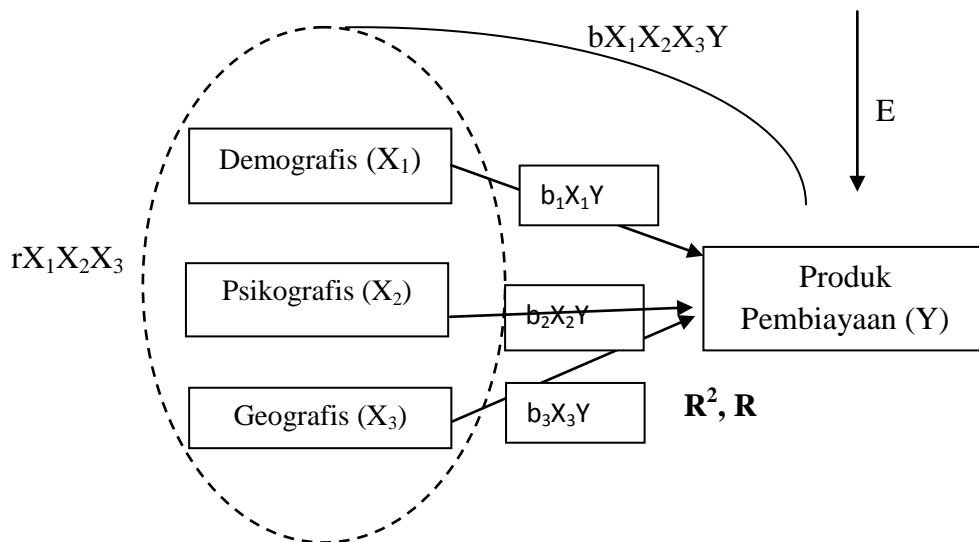 bX₁X₂X₃Y
E
Demografis (X₁)
b₁X₁Y
rX₁X₂X₃
Psikografis (X₂)
b₂X₂Y
Produk
Pembiayaan (Y)
Geografis (X₃)
b₃X₃Y
R², R